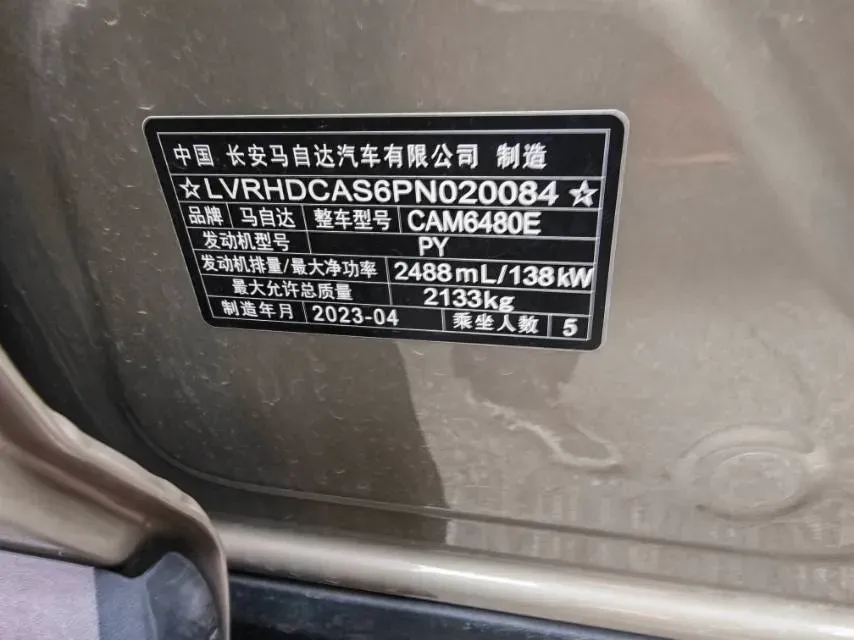 中国 长安马自达汽车有限公司 制造
☆LVRHDCAS6PN020084☆
品牌 马自达 整车型号 CAM6480E
发动机型号 PY
发动机排量/最大净功率 2488mL/138kW
最大允许总质量 2133kg
制造年月 2023-04 乘坐人数 5